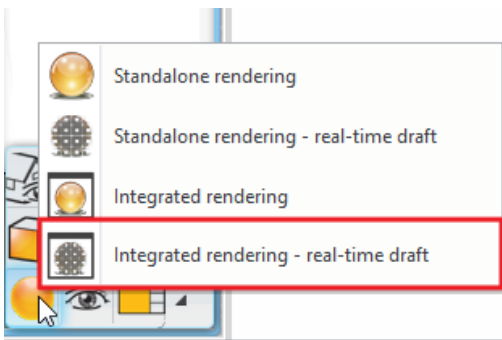 Standalone rendering
Standalone rendering - real-time draft
Integrated rendering
Integrated rendering - real-time draft